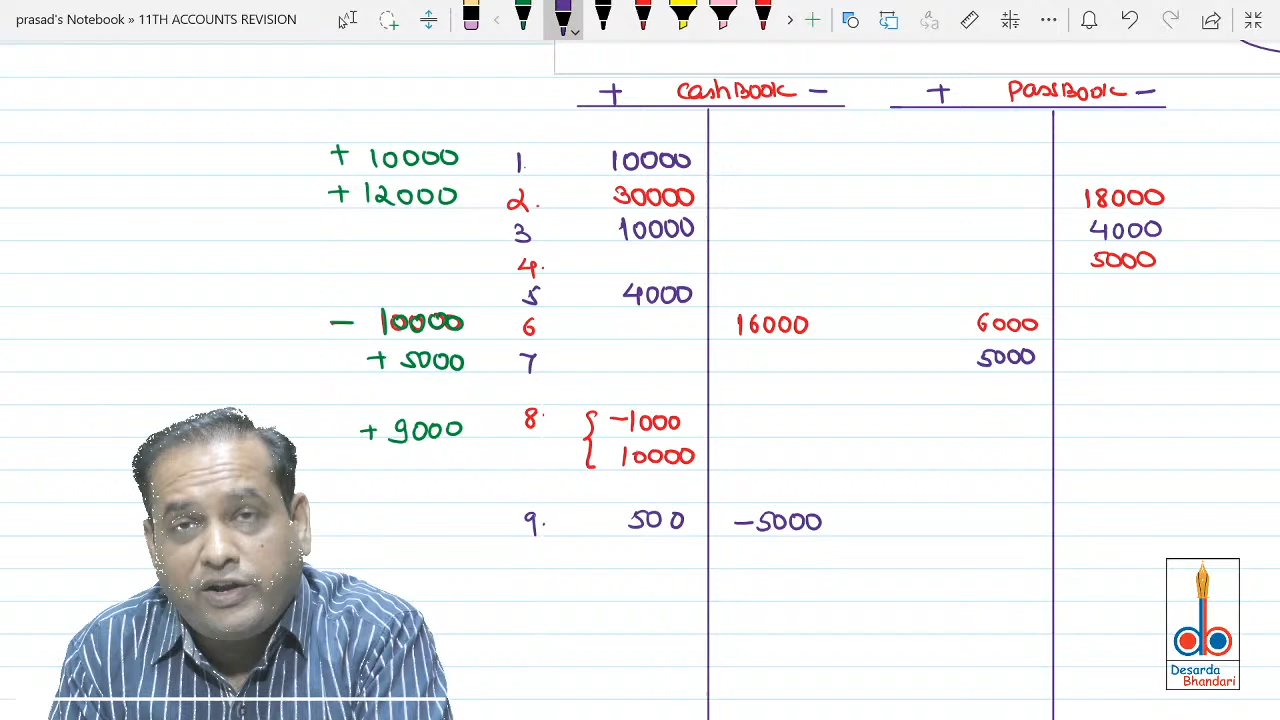 prasad's Notebook » 11TH ACCOUNTS REVISION
+ CashBook - + PassBook -
+ 10000 1. 10000
+ 12000 2. 30000 18000
3 10000 4000
4. 5000
5 4000
- 10000 6 16000 6000
+ 5000 7 5000
+ 9000 8. { -1000
10000
9. 500 -5000
Desarda
Bhandari